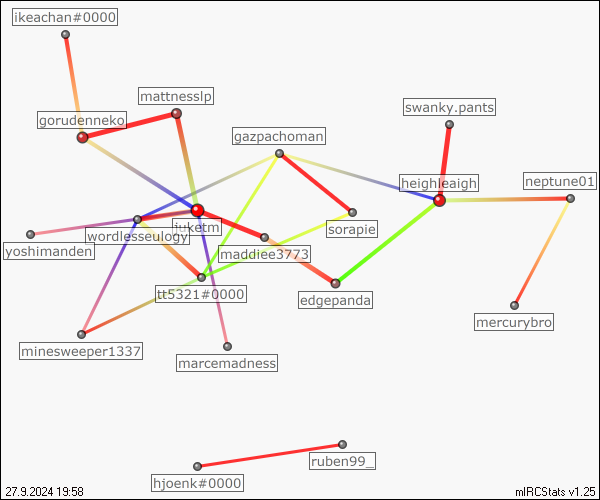 ikeachan#0000
mattnesslp
swanky.pants
gorudenneko
gazpachoman
heighleaigh
neptune01
iuketm
sorapie
wordlesseulogy
yoshimanden
maddiee3773
tt5321#0000
edgepanda
mercurybro
minesweeper1337
marcemadness
ruben99_
hjoenk#0000
27.9.2024 19:58
mIRCStats v1.25